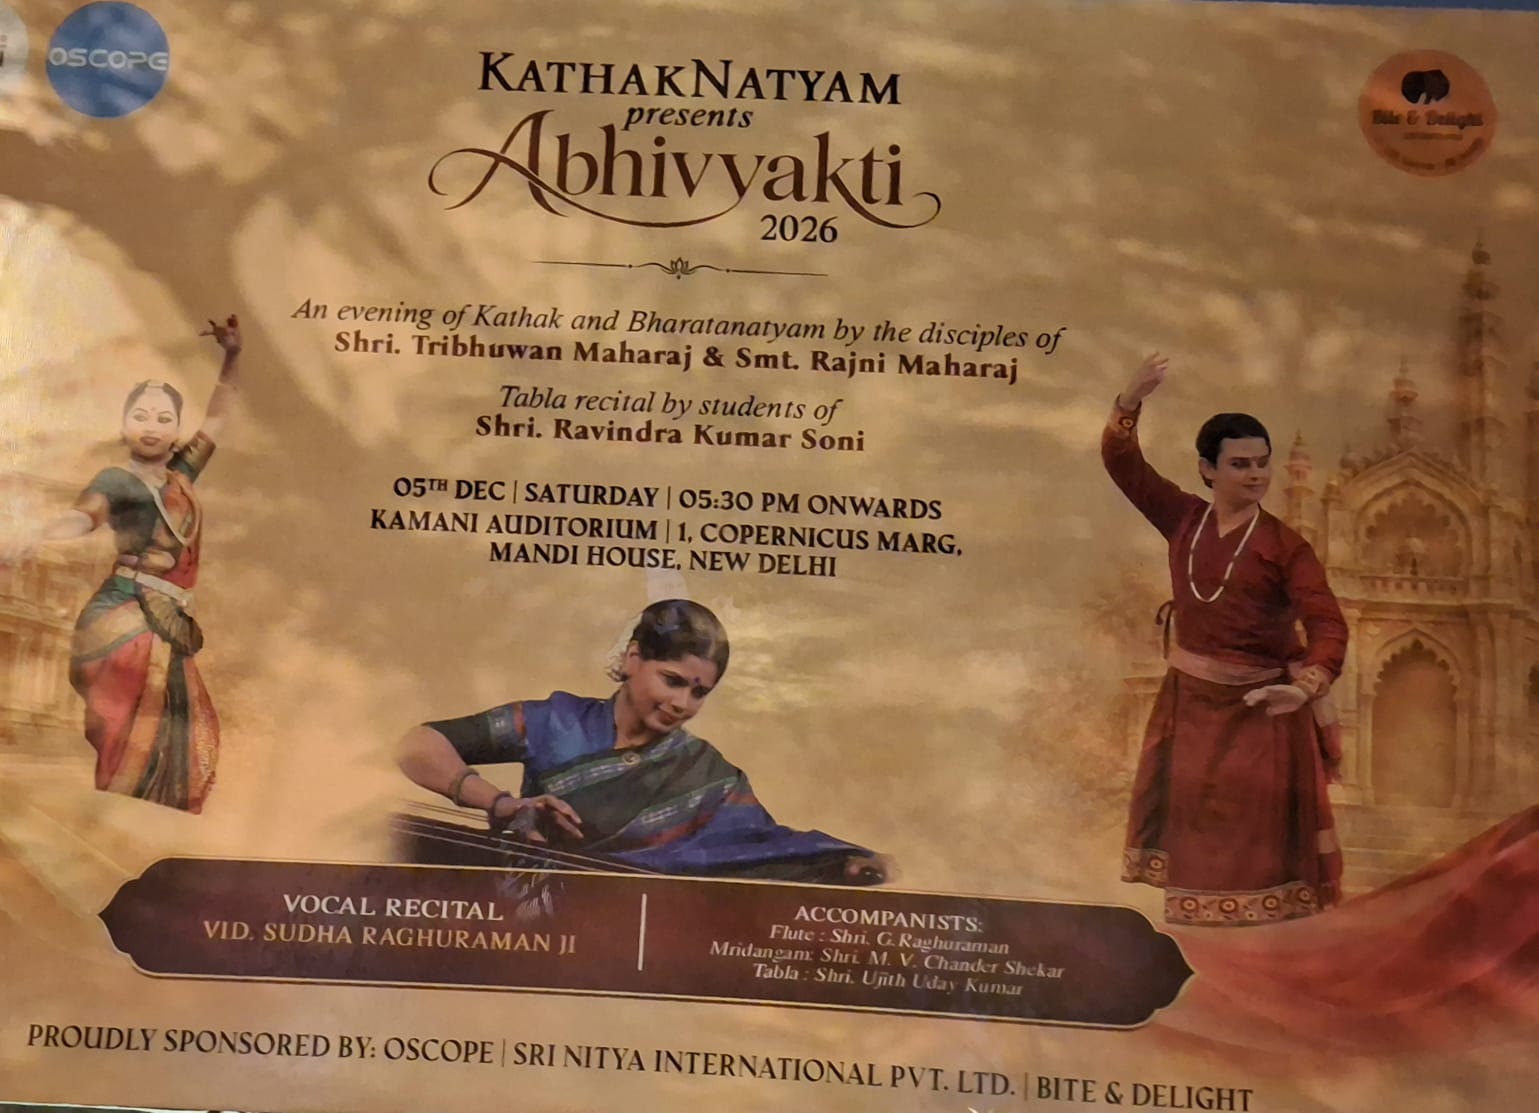 OSCOPE
KATHAKNATYAM
presents
Abhivyakti
2026
An evening of Kathak and Bharatanatyam by the disciples of
Shri. Tribhuwan Maharaj & Smt. Rajni Maharaj
Tabla recital by students of
Shri. Ravindra Kumar Soni
05TH DEC | SATURDAY | 05:30 PM ONWARDS
KAMANI AUDITORIUM | 1, COPERNICUS MARG,
MANDI HOUSE, NEW DELHI
Bite & Delight
VOCAL RECITAL
VID. SUDHA RAGHURAMAN JI
ACCOMPANISTS:
Flute : Shri. G.Raghuraman
Mridangam: Shri. M. V. Chander Shekar
Tabla : Shri. Ujith Uday Kumar
PROUDLY SPONSORED BY: OSCOPE | SRI NITYA INTERNATIONAL PVT. LTD. | BITE & DELIGHT